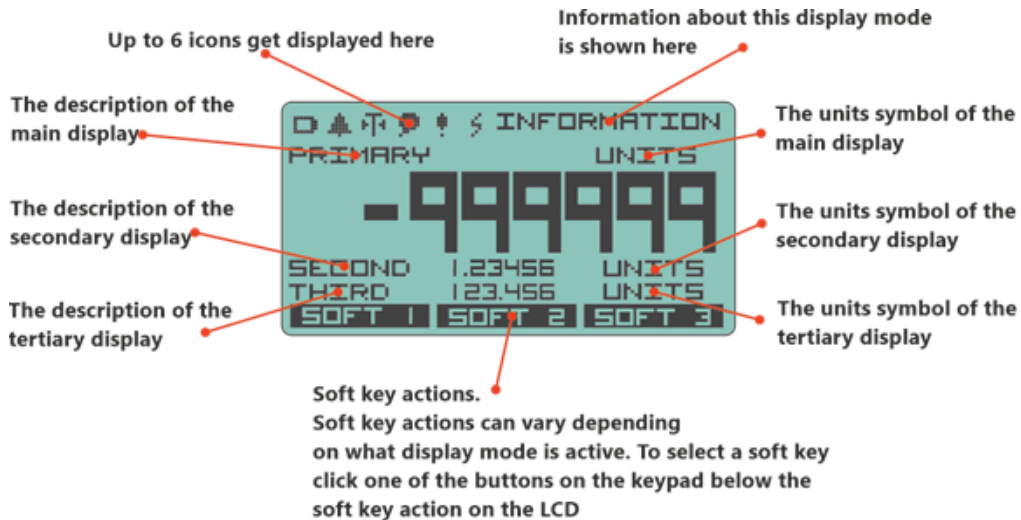 Information about this display mode
is shown here
Up to 6 icons get displayed here
The description of the
main display
The units symbol of the
main display
INFORMATION
PRIMARY UNITS
-999999
The description of the
secondary display
The units symbol of the
secondary display
SECOND 1.23456 UNITS
THIRD 123.456 UNITS
SOFT 1 SOFT 2 SOFT 3
The description of the
tertiary display
The units symbol of the
tertiary display
Soft key actions.
Soft key actions can vary depending
on what display mode is active. To select a soft key
click one of the buttons on the keypad below the
soft key action on the LCD